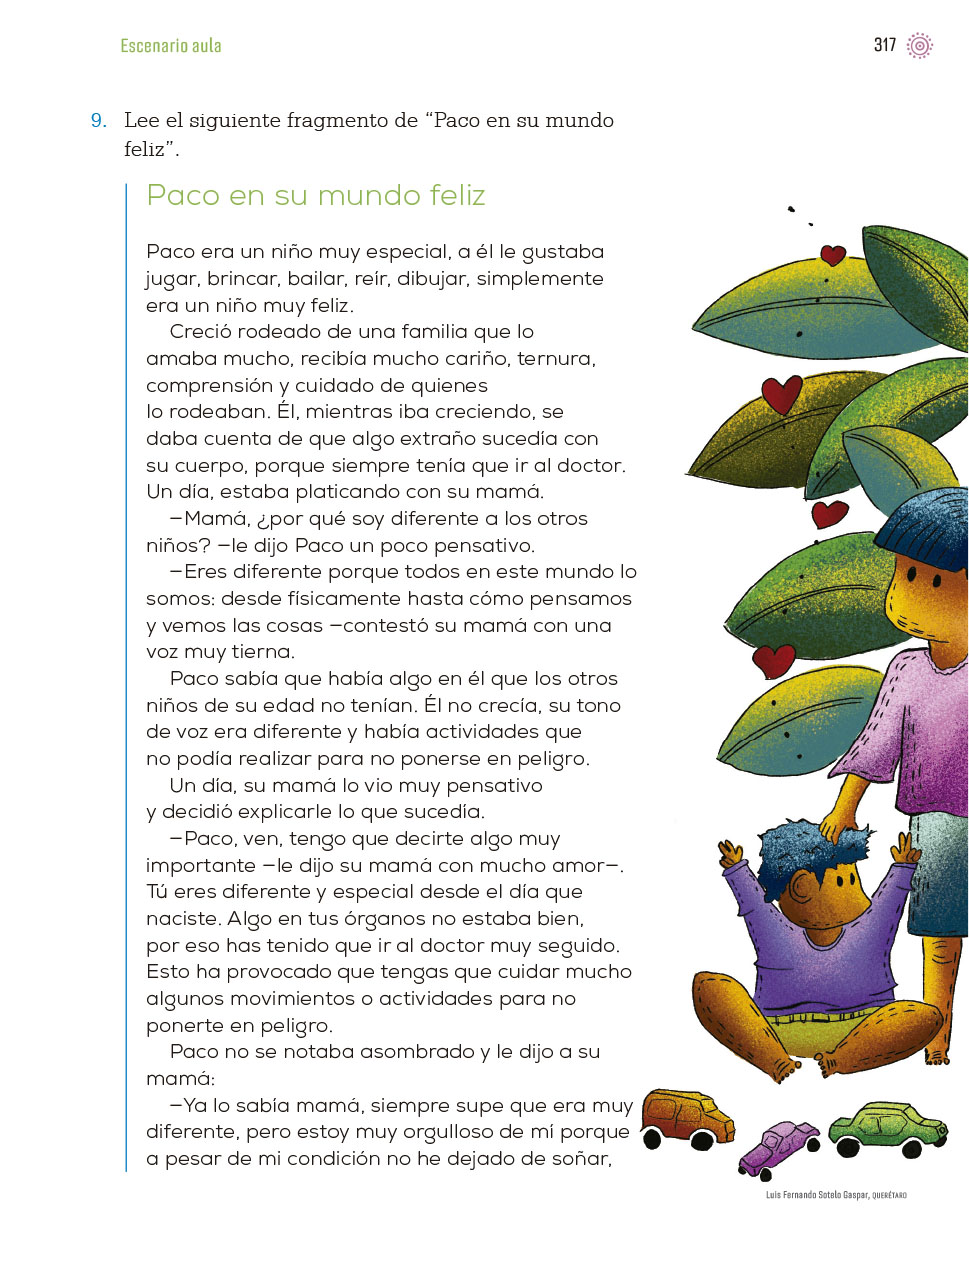 Escenario aula
317
9. Lee el siguiente fragmento de “Paco en su mundo
feliz”.
Paco en su mundo feliz
Paco era un niño muy especial, a él le gustaba
jugar, brincar, bailar, reír, dibujar, simplemente
era un niño muy feliz.
Creció rodeado de una familia que lo
amaba mucho, recibía mucho cariño, ternura,
comprensión y cuidado de quienes
lo rodeaban. Él, mientras iba creciendo, se
daba cuenta de que algo extraño sucedía con
su cuerpo, porque siempre tenía que ir al doctor.
Un día, estaba platicando con su mamá.
—Mamá, ¿por qué soy diferente a los otros
niños? —le dijo Paco un poco pensativo.
—Eres diferente porque todos en este mundo lo
somos: desde físicamente hasta cómo pensamos
y vemos las cosas —contestó su mamá con una
voz muy tierna.
Paco sabía que había algo en él que los otros
niños de su edad no tenían. Él no crecía, su tono
de voz era diferente y había actividades que
no podía realizar para no ponerse en peligro.
Un día, su mamá lo vio muy pensativo
y decidió explicarle lo que sucedía.
—Paco, ven, tengo que decirte algo muy
importante —le dijo su mamá con mucho amor—.
Tú eres diferente y especial desde el día que
naciste. Algo en tus órganos no estaba bien,
por eso has tenido que ir al doctor muy seguido.
Esto ha provocado que tengas que cuidar mucho
algunos movimientos o actividades para no
ponerte en peligro.
Paco no se notaba asombrado y le dijo a su
mamá:
—Ya lo sabía mamá, siempre supe que era muy
diferente, pero estoy muy orgulloso de mí porque
a pesar de mi condición no he dejado de soñar,
Luis Fernando Sotelo Gaspar, QUERÉTARO